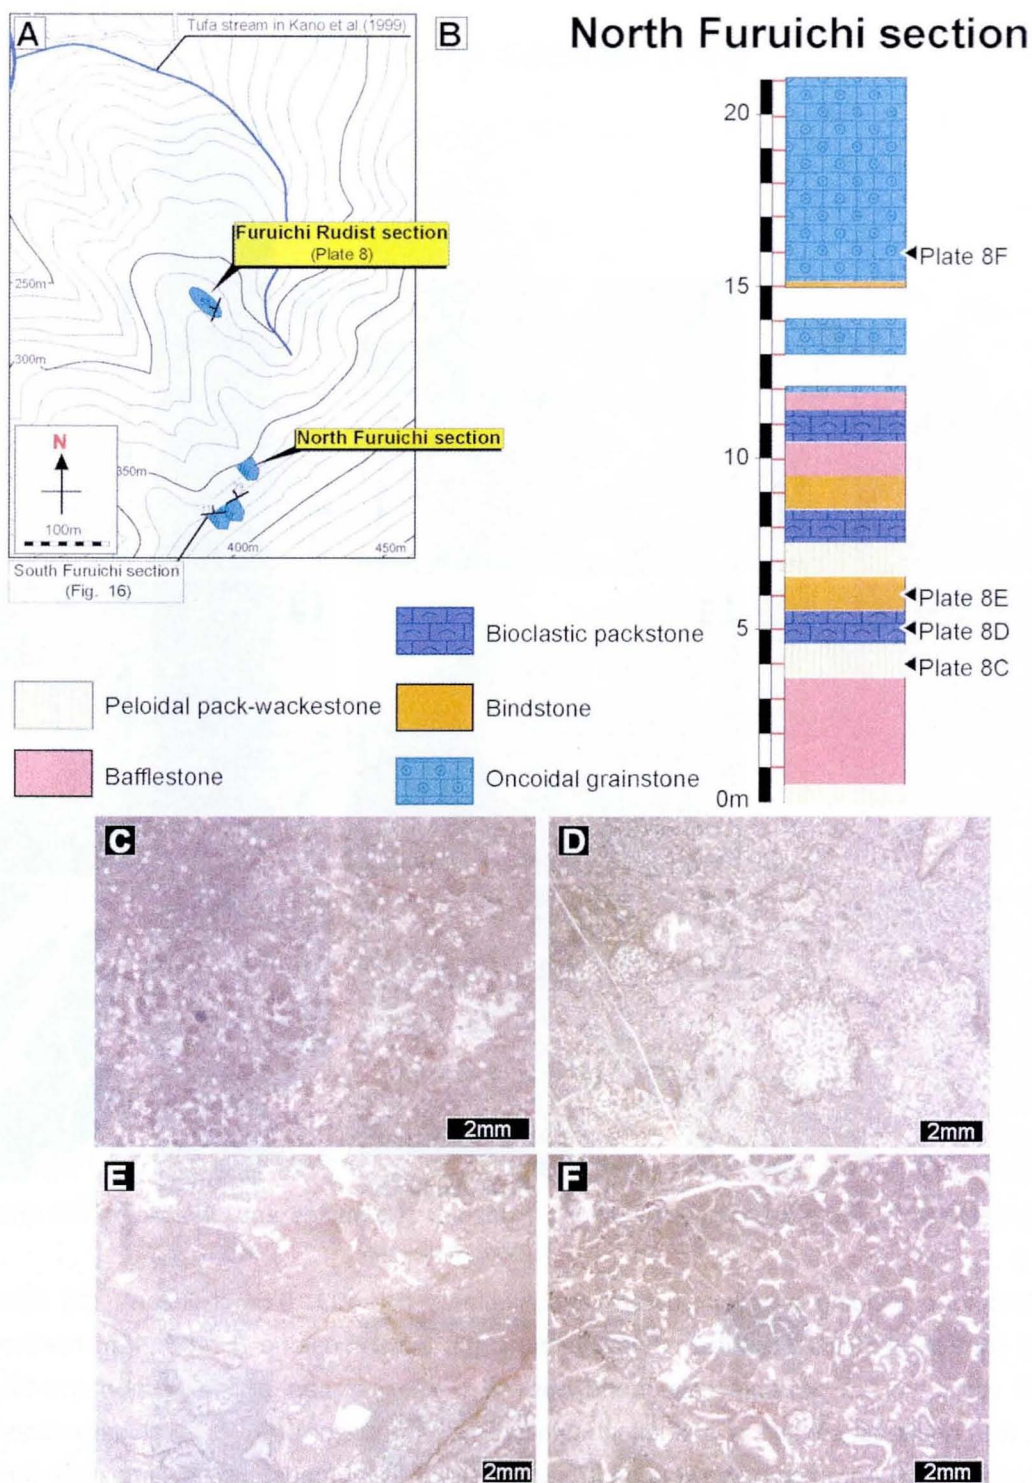 A
Tufa stream in Kano et al.(1999)
Furuichi Rudist section
(Plate 8)
250m
300m
N
100m
North Furuichi section
350m
400m
450m
South Furuichi section
(Fig. 16)
B
North Furuichi section
20
15
10
5
0m
Plate 8F
Plate 8E
Plate 8D
Plate 8C
Bioclastic packstone
Peloidal pack-wackestone
Bindstone
Bafflestone
Oncoidal grainstone
C
2mm
D
2mm
E
2mm
F
2mm